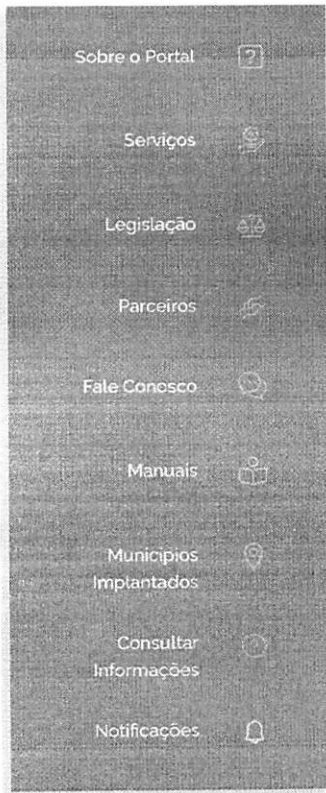 Sobre o Portal
Serviços
Legislação
Parceiros
Fale Conosco
Manuais
Municípios
Implantados
Consultar
Informações
Notificações